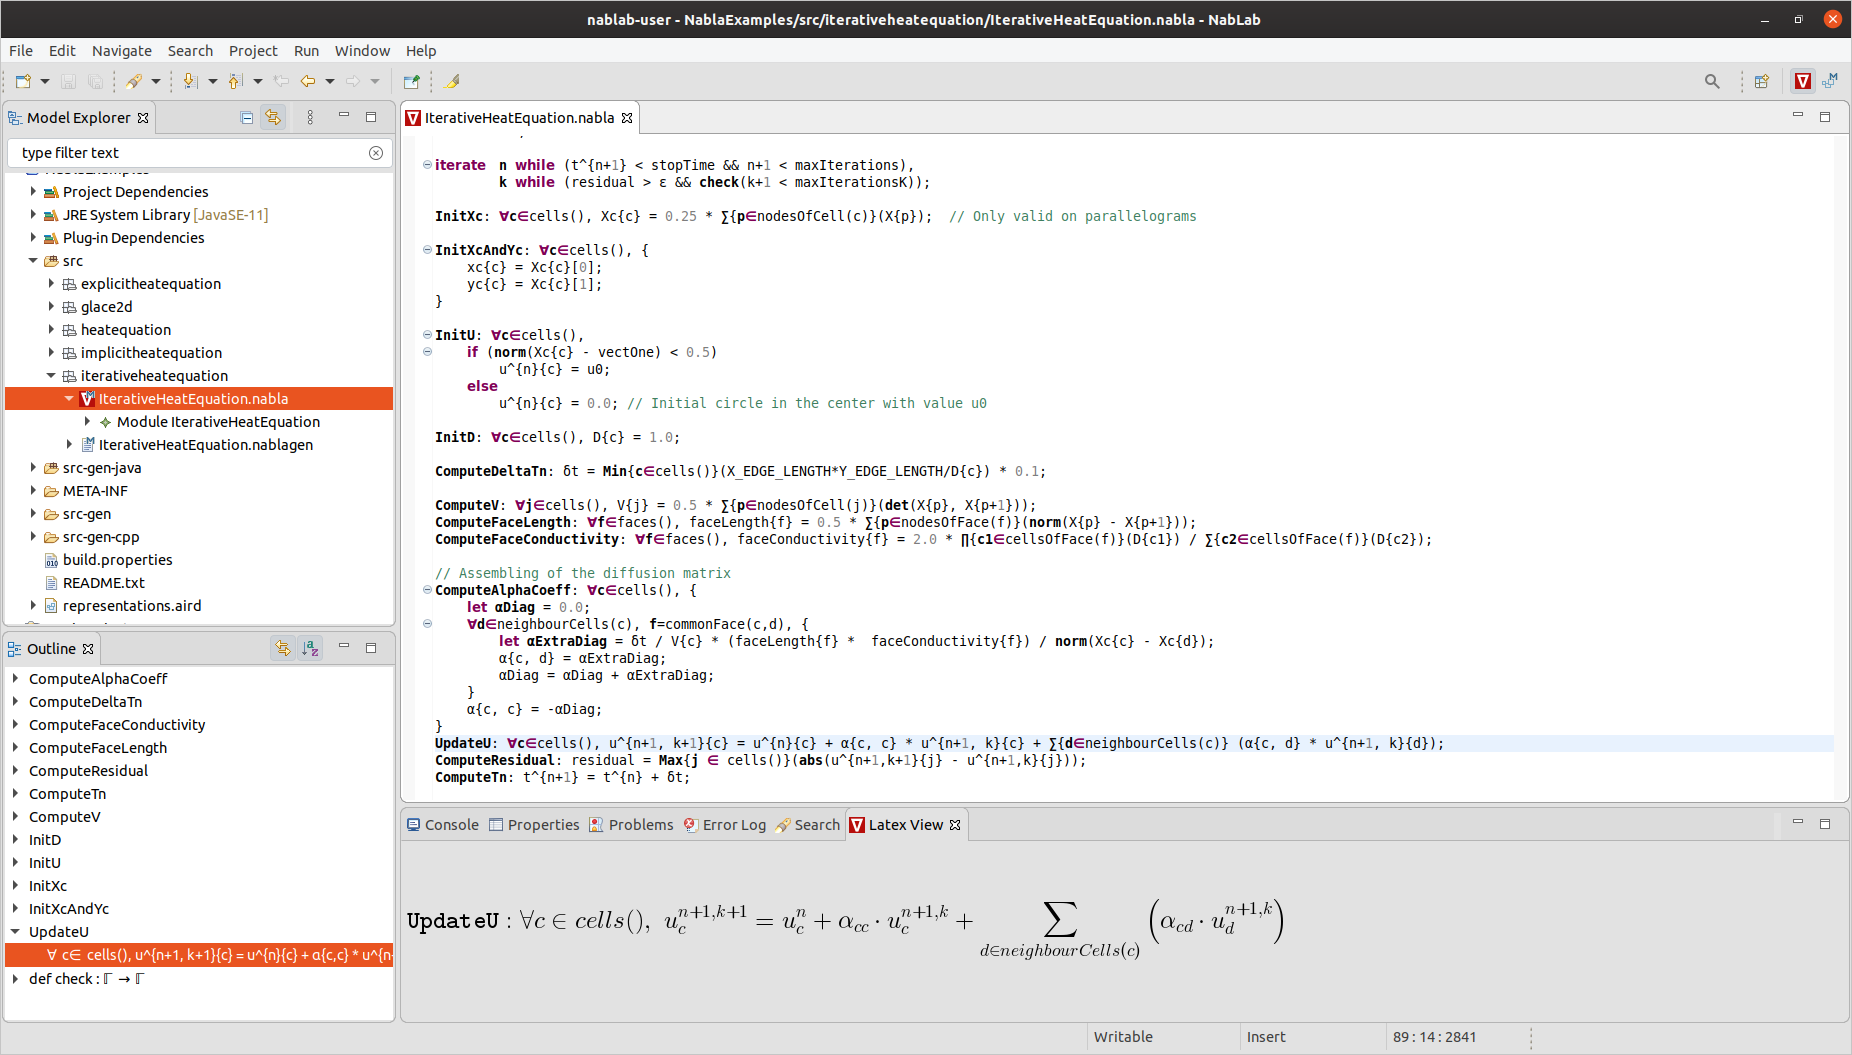 nablab-user - NablaExamples/src/iterativeheatequation/IterativeHeatEquation.nabla - NabLab
File Edit Navigate Search Project Run Window Help
Model Explorer
type filter text
Project Dependencies
JRE System Library [JavaSE-11]
Plug-in Dependencies
src
explicitheatequation
glace2d
heatequation
implicitheatequation
iterativeheatequation
IterativeHeatEquation.nabla
Module IterativeHeatEquation
IterativeHeatEquation.nablagen
src-gen-java
META-INF
src-gen
src-gen-cpp
build.properties
README.txt
representations.aird
Outline
ComputeAlphaCoeff
ComputeDeltaTn
ComputeFaceConductivity
ComputeFaceLength
ComputeResidual
ComputeTn
ComputeV
InitD
InitU
InitXc
InitXcAndYc
UpdateU
∀ c∈ cells(), u^{n+1, k+1}{c} = u^{n}{c} + α{c,c} * u^{n
def check : ℾ → ℾ
IterativeHeatEquation.nabla
iterate n while (t^{n+1} < stopTime && n+1 < maxIterations),
k while (residual > ε && check(k+1 < maxIterationsK));
InitXc: ∀c∈cells(), Xc{c} = 0.25 * ∑{p∈nodesOfCell(c)}(X{p}); // Only valid on parallelograms
InitXcAndYc: ∀c∈cells(), {
xc{c} = Xc{c}[0];
yc{c} = Xc{c}[1];
}
InitU: ∀c∈cells(),
if (norm(Xc{c} - vectOne) < 0.5)
u^{n}{c} = u0;
else
u^{n}{c} = 0.0; // Initial circle in the center with value u0
InitD: ∀c∈cells(), D{c} = 1.0;
ComputeDeltaTn: δt = Min{c∈cells()}(X_EDGE_LENGTH*Y_EDGE_LENGTH/D{c}) * 0.1;
ComputeV: ∀j∈cells(), V{j} = 0.5 * ∑{p∈nodesOfCell(j)}(det(X{p}, X{p+1}));
ComputeFaceLength: ∀f∈faces(), faceLength{f} = 0.5 * ∑{p∈nodesOfFace(f)}(norm(X{p} - X{p+1}));
ComputeFaceConductivity: ∀f∈faces(), faceConductivity{f} = 2.0 * ∏{c1∈cellsOfFace(f)}(D{c1}) / ∑{c2∈cellsOfFace(f)}(D{c2});
// Assembling of the diffusion matrix
ComputeAlphaCoeff: ∀c∈cells(), {
let αDiag = 0.0;
∀d∈neighbourCells(c), f=commonFace(c,d), {
let αExtraDiag = δt / V{c} * (faceLength{f} * faceConductivity{f}) / norm(Xc{c} - Xc{d});
α{c, d} = αExtraDiag;
αDiag = αDiag + αExtraDiag;
}
α{c, c} = -αDiag;
}
UpdateU: ∀c∈cells(), u^{n+1, k+1}{c} = u^{n}{c} + α{c, c} * u^{n+1, k}{c} + ∑{d∈neighbourCells(c)} (α{c, d} * u^{n+1, k}{d});
ComputeResidual: residual = Max{j ∈ cells()}(abs(u^{n+1,k+1}{j} - u^{n+1,k}{j}));
ComputeTn: t^{n+1} = t^{n} + δt;
Console Properties Problems Error Log Search Latex View
UpdateU : ∀c ∈ cells(), u_c^{n+1,k+1} = u_c^n + α_{cc} · u_c^{n+1,k} + ∑_{d∈neighbourCells(c)} (α_{cd} · u_d^{n+1,k})
Writable Insert 89 : 14 : 2841